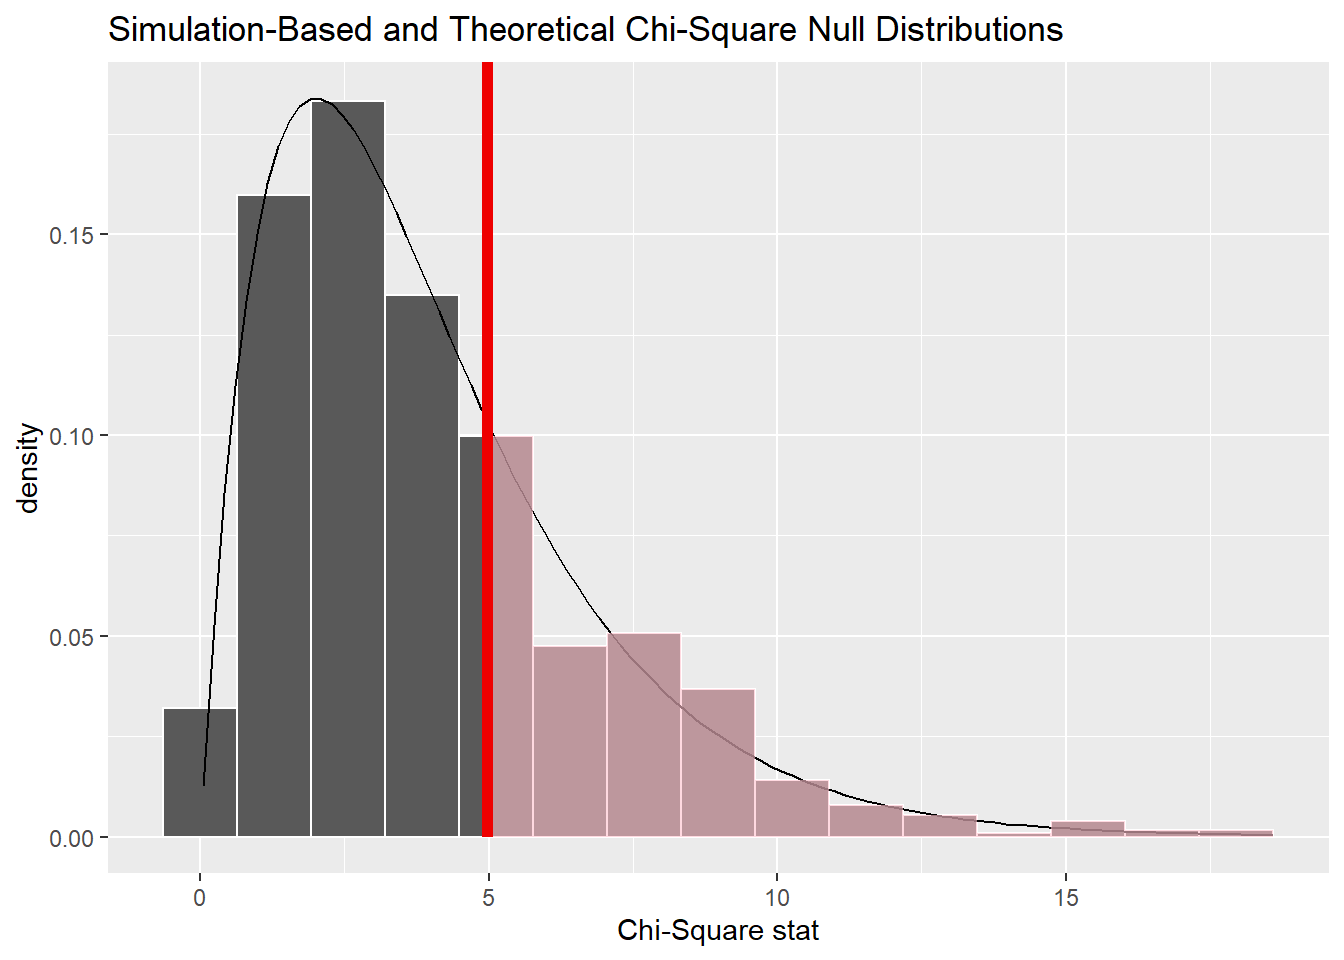 Simulation-Based and Theoretical Chi-Square Null Distributions
0.15
0.10
0.05
0.00
density
0 5 10 15
Chi-Square stat